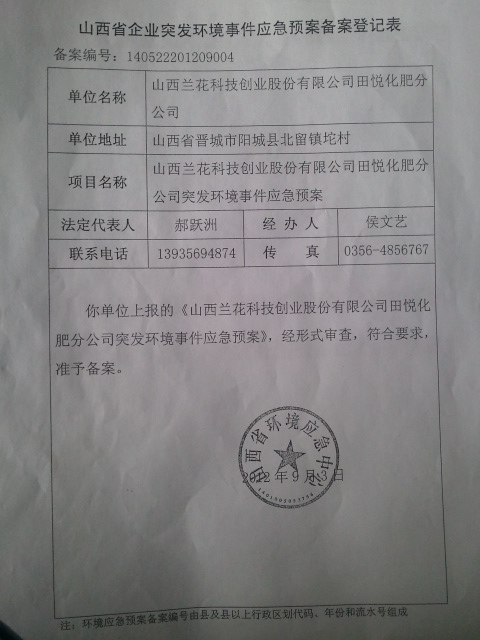 山西省企业突发环境事件应急预案备案登记表
备案编号：140522201209004
单位名称
山西兰花科技创业股份有限公司田悦化肥分
公司
单位地址
山西省晋城市阳城县北留镇坨村
项目名称
山西兰花科技创业股份有限公司田悦化肥分
公司突发环境事件应急预案
法定代表人 郝跃洲 经 办 人 侯文艺
联系电话 13935694874 传 真 0356-4856767
你单位上报的《山西兰花科技创业股份有限公司田悦化
肥分公司突发环境事件应急预案》，经形式审查，符合要求，
准予备案。
山西省环境应急中心
2012 年 9 月 3 日
注：环境应急预案备案编号由县及县以上行政区划代码、年份和流水号组成